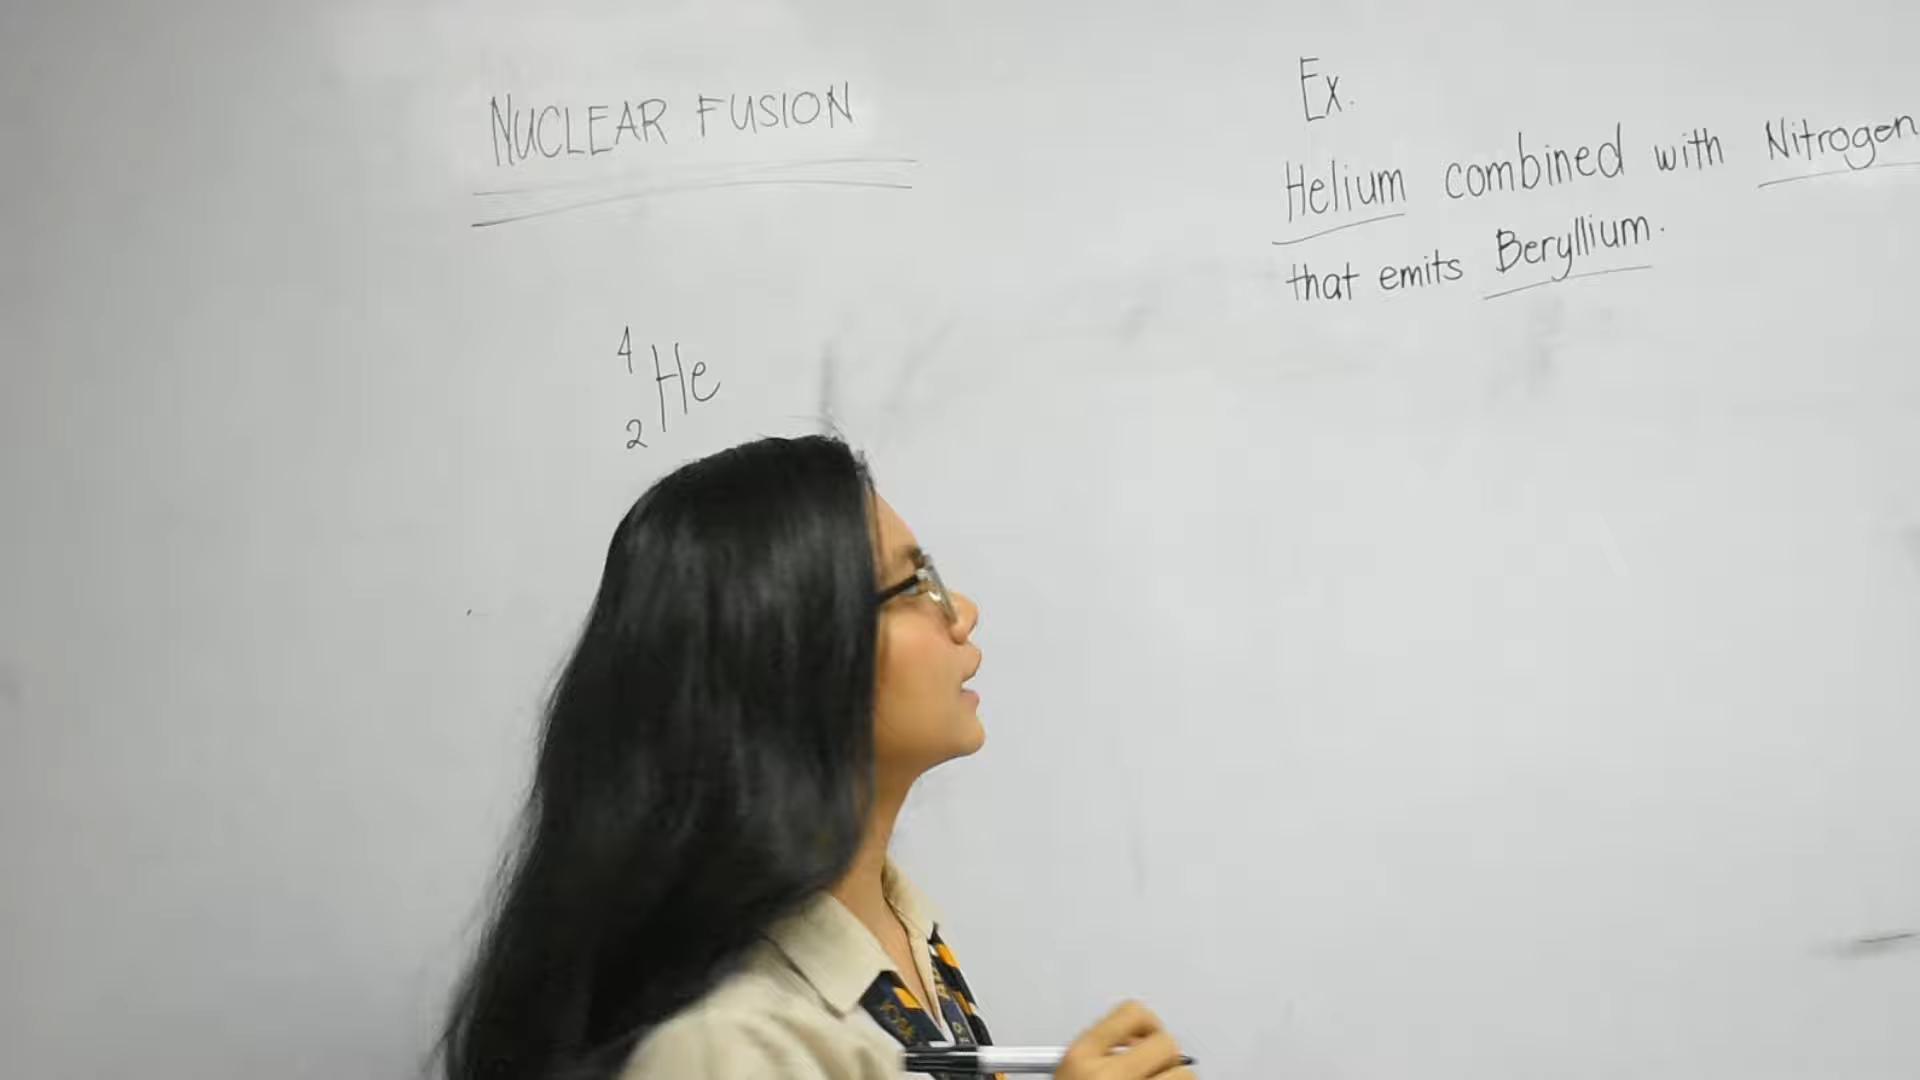 NUCLEAR FUSION
Ex.
Helium combined with Nitrogen
that emits Beryllium.
4
He
2